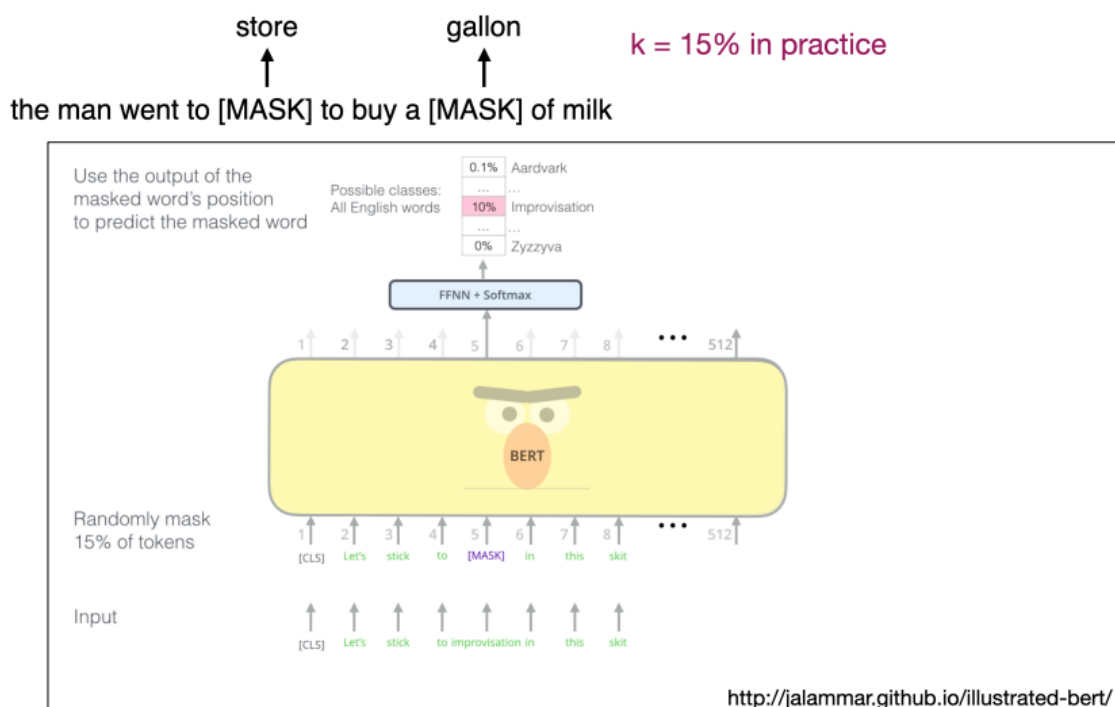 store gallon
k = 15% in practice
the man went to [MASK] to buy a [MASK] of milk
Use the output of the
masked word's position
to predict the masked word
Possible classes:
All English words
0.1% Aardvark
... ...
10% Improvisation
... ...
0% Zyzzyva
FFNN + Softmax
1 2 3 4 5 6 7 8 ... 512
BERT
Randomly mask
15% of tokens
1 2 3 4 5 6 7 8 ... 512
[CLS] Let's stick to [MASK] in this skit
Input
[CLS] Let's stick to improvisation in this skit
http://jalammar.github.io/illustrated-bert/